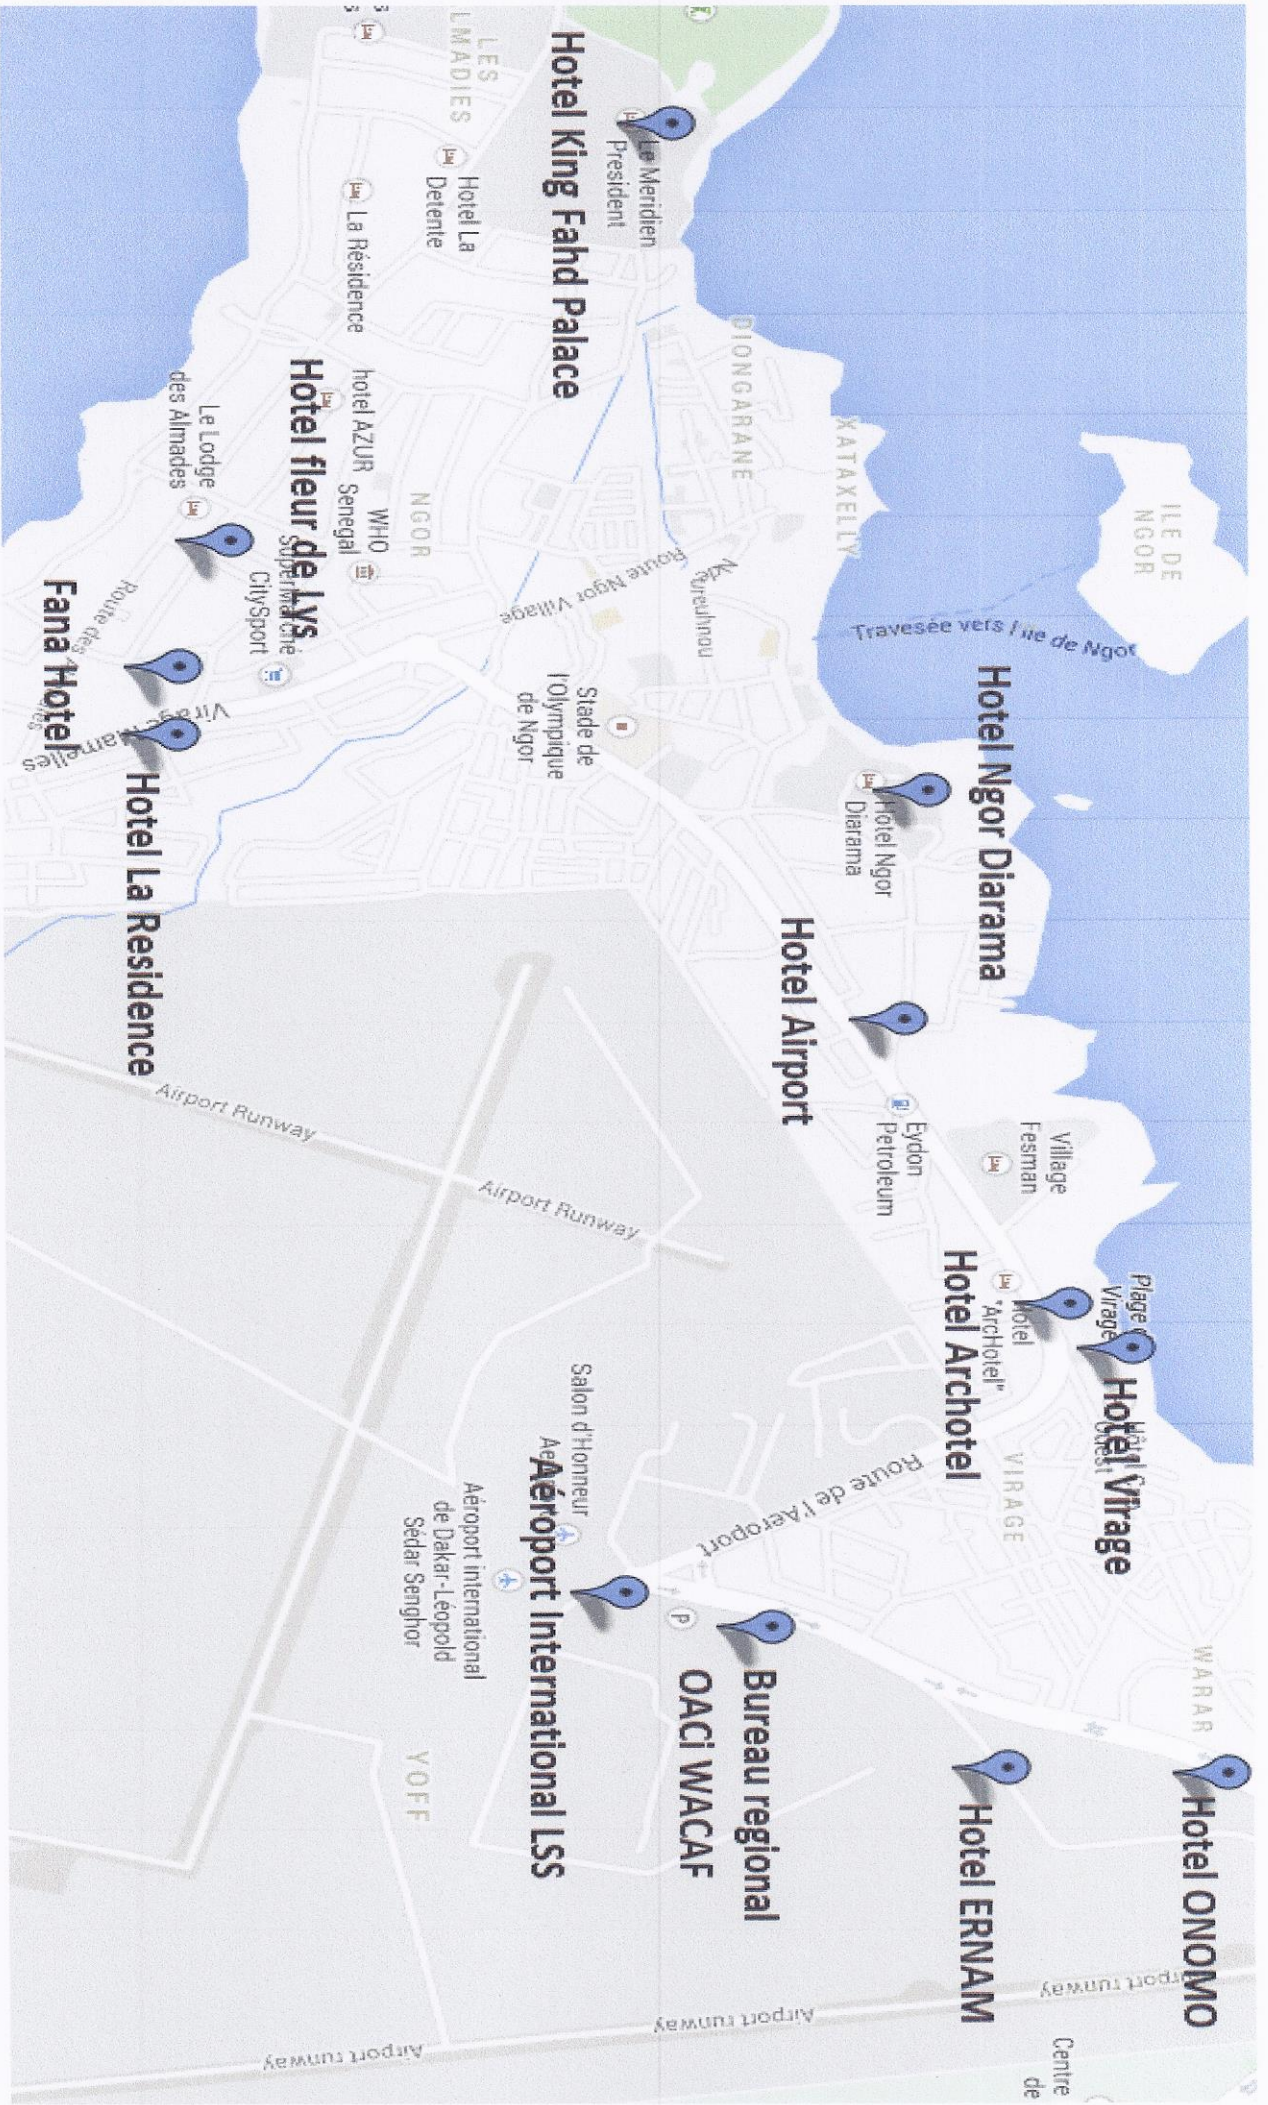 LES
LMADIES
Hotel King Fahd Palace
Le Meridien
President
Hotel La
Detente
La Résidence
DIONGARANE
XATAXELLY
ILE DE
NGOR
Travesée vers l'île de Ngor
hotel AZUR
Hotel fleur de Lys
Le Lodge
des Almades
WHO
Senegal
NGOR
Supermarché
CitySport
Route Ngor Village
Route des
Fana Hotel
Hotel La Residence
Stade de
l'Olympique
de Ngor
Hotel Ngor Diarama
Hotel Ngor
Diarama
Hotel Airport
Eydon
Petroleum
Village
Fesman
Airport Runway
Airport Runway
Plage
Virage
Hotel
"ArcHotel"
Hotel Archotel
Hotel Virage
VIRAGE
Route de l'Aeroport
Salon d'Honneur
Aéroport International LSS
Aéroport international
de Dakar-Léopold
Sédar Senghor
P
Bureau regional
OACI WACAF
WARAR
YOFF
Hotel ERNAM
Hotel ONOMO
Airport runway
Airport runway
Airport runway
Centre
de